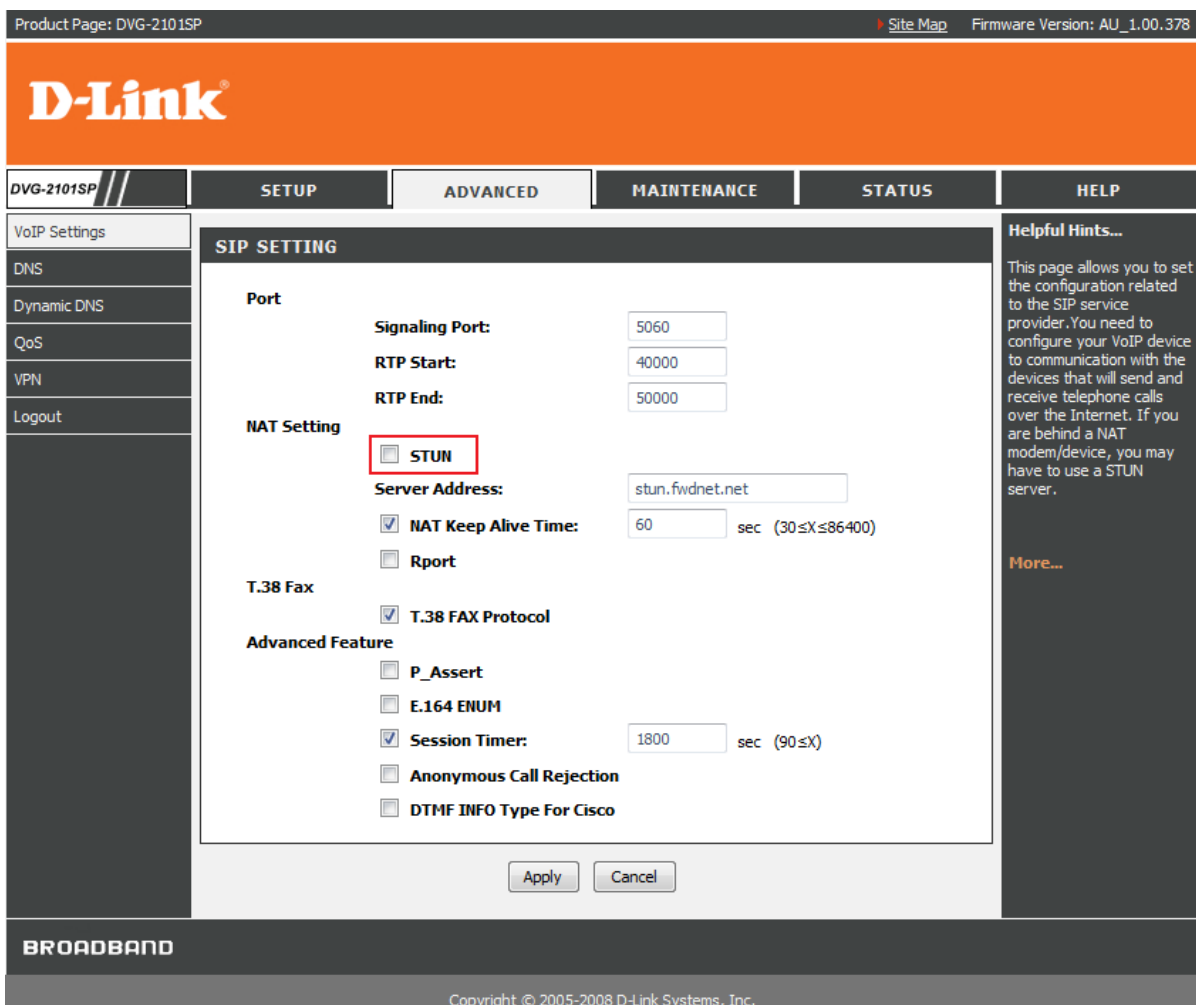 Product Page: DVG-2101SP
Site Map
Firmware Version: AU_1.00.378
D-Link®
DVG-2101SP
SETUP
ADVANCED
MAINTENANCE
STATUS
HELP
VoIP Settings
DNS
Dynamic DNS
QoS
VPN
Logout
SIP SETTING
Port
Signaling Port: 5060
RTP Start: 40000
RTP End: 50000
NAT Setting
STUN
Server Address: stun.fwdnet.net
NAT Keep Alive Time: 60 sec (30≤X≤86400)
Rport
T.38 Fax
T.38 FAX Protocol
Advanced Feature
P_Assert
E.164 ENUM
Session Timer: 1800 sec (90≤X)
Anonymous Call Rejection
DTMF INFO Type For Cisco
Apply
Cancel
Helpful Hints...
This page allows you to set
the configuration related
to the SIP service
provider.You need to
configure your VoIP device
to communication with the
devices that will send and
receive telephone calls
over the Internet. If you
are behind a NAT
modem/device, you may
have to use a STUN
server.
More...
BROADBAND
Copyright © 2005-2008 D-Link Systems, Inc.